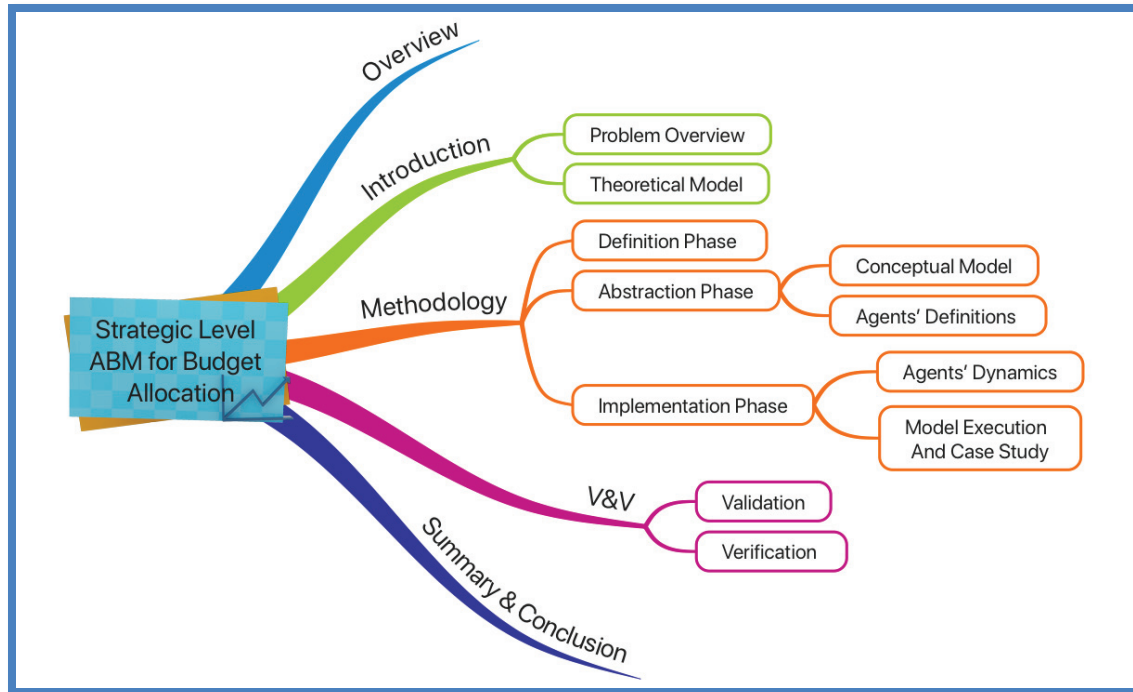 Overview
Introduction
Problem Overview
Theoretical Model
Methodology
Definition Phase
Abstraction Phase
Conceptual Model
Agents' Definitions
Implementation Phase
Agents' Dynamics
Model Execution
And Case Study
Strategic Level
ABM for Budget
Allocation
V&V
Validation
Verification
Summary & Conclusion